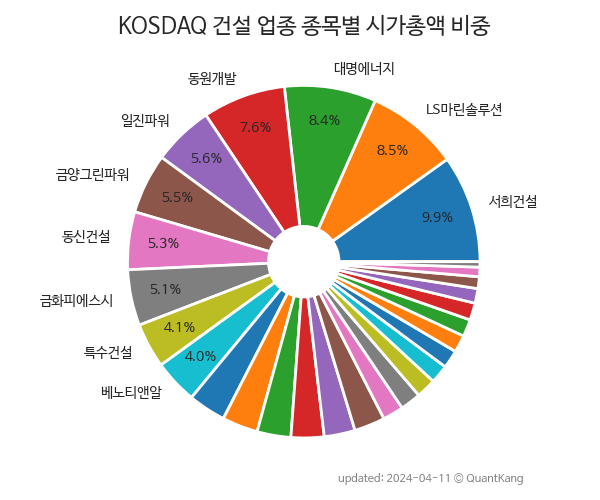 KOSDAQ 건설 업종 종목별 시가총액 비중
대명에너지
동원개발
LS마린솔루션
일진파워
금양그린파워
서희건설
동신건설
금화피에스시
특수건설
베노티앤알
8.4%
7.6%
8.5%
5.6%
5.5%
9.9%
5.3%
5.1%
4.1%
4.0%
updated: 2024-04-11 © QuantKang